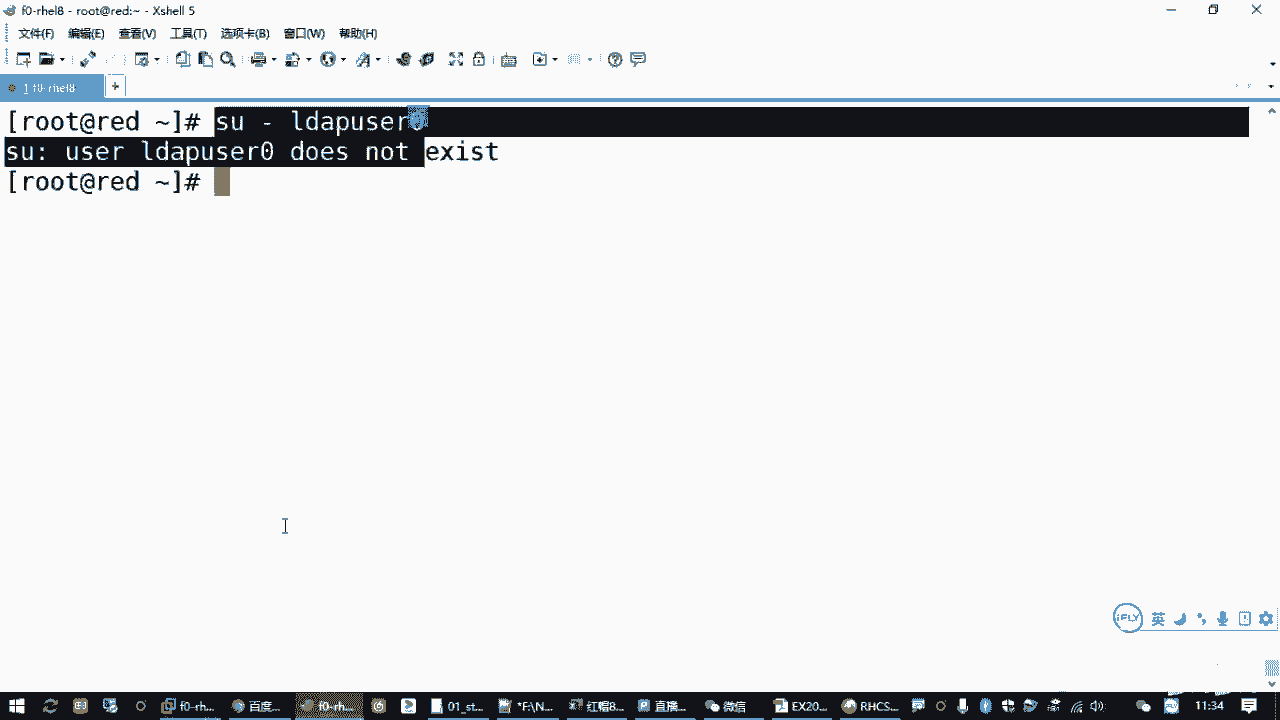 f0-rhel8 - root@red:~ - Xshell 5
文件(F) 编辑(E) 查看(V) 工具(T) 选项卡(B) 窗口(W) 帮助(H)
1 f0-rhel8
[root@red ~]# su - ldapuser0
su: user ldapuser0 does not exist
[root@red ~]#
iFLY 英
f0-rh... 百度... f0-rh... 01_st... *F:\N... 红帽8... 直播... 微信 EX20... RHCS... 11:34